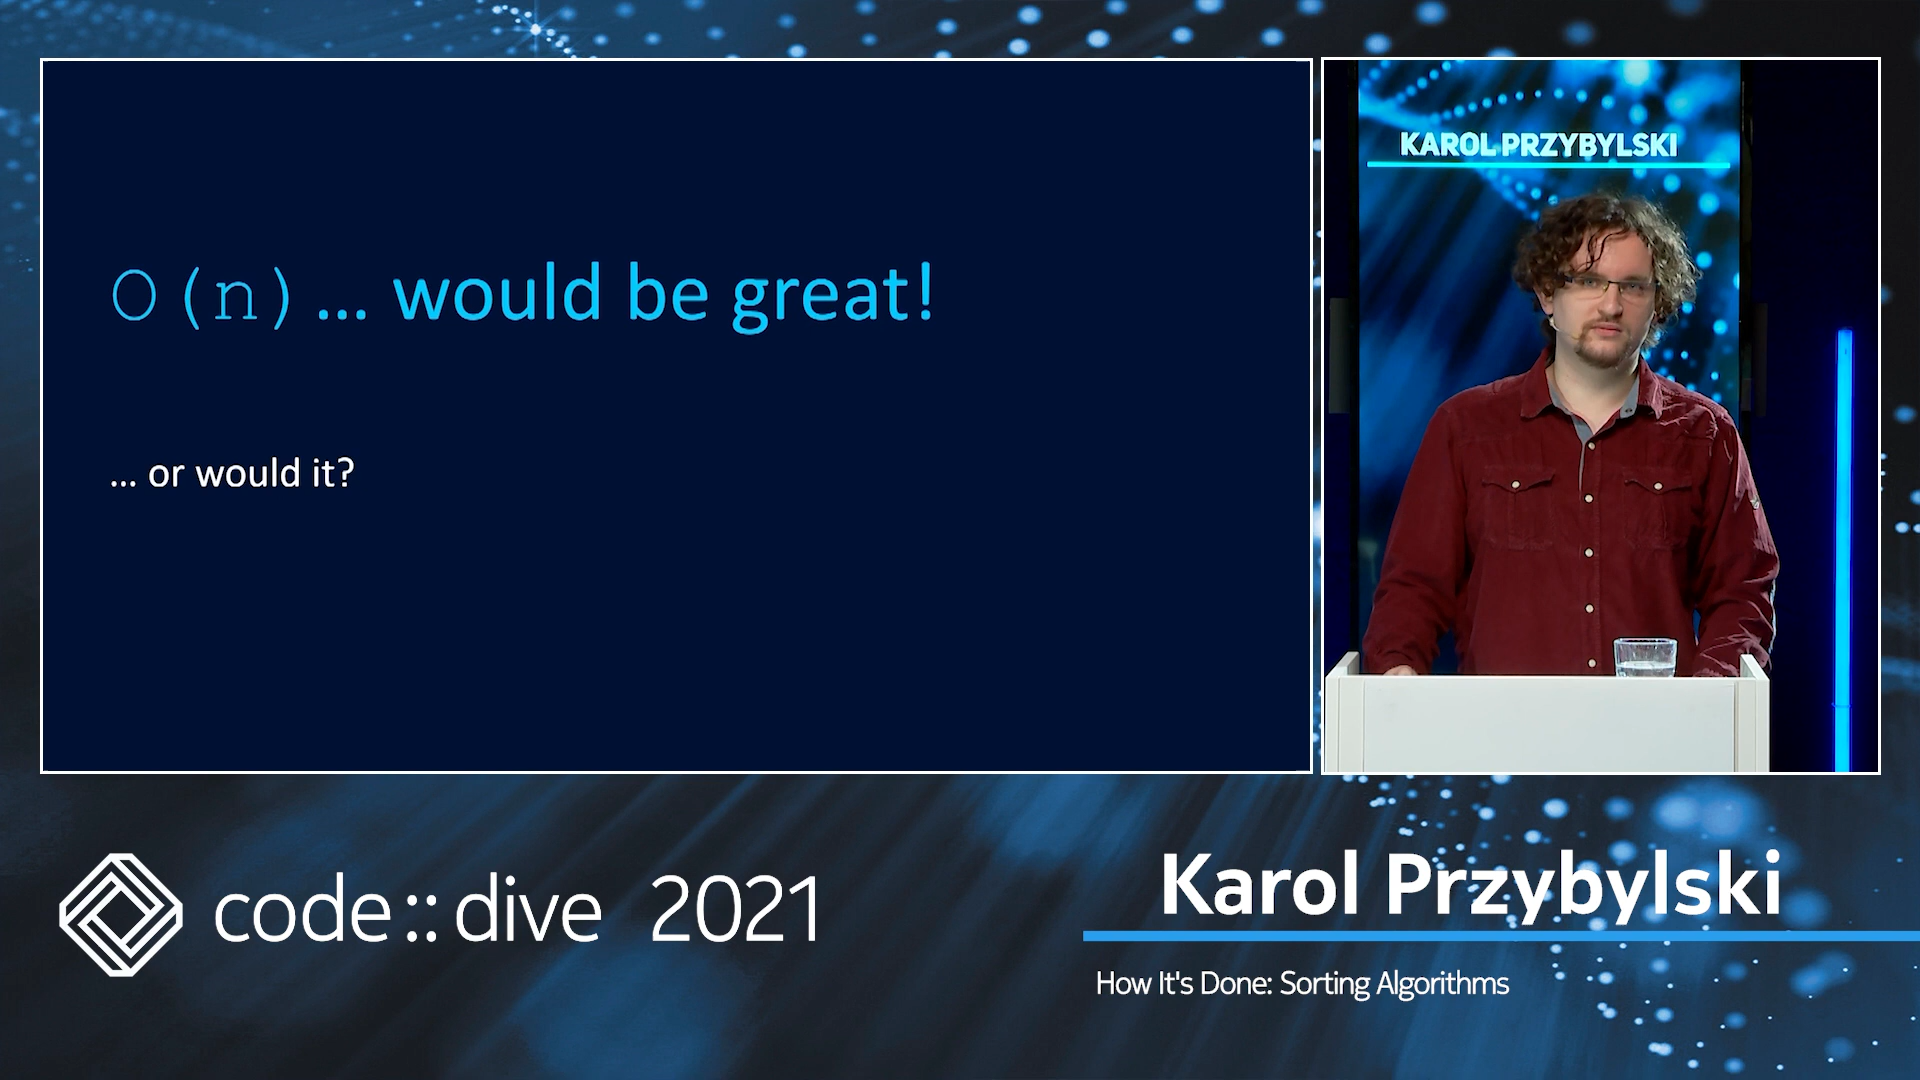 O(n)... would be great!
... or would it?
KAROL PRZYBYLSKI
code::dive 2021
Karol Przybylski
How It's Done: Sorting Algorithms